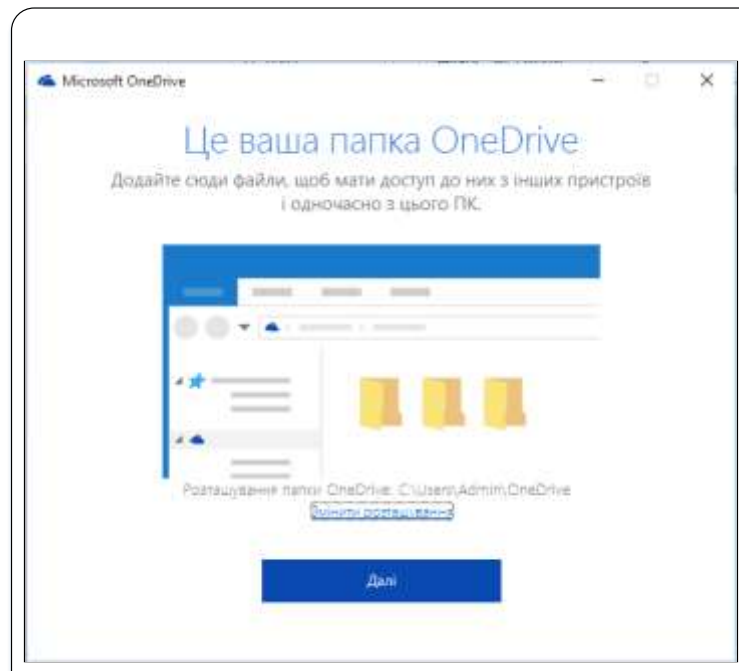 Microsoft OneDrive
Це ваша папка OneDrive
Додайте сюди файли, щоб мати доступ до них з інших пристроїв
і одночасно з цього ПК.
Розташування папки OneDrive: C:\Users\Admim\OneDrive
Змінити розташування
Далі